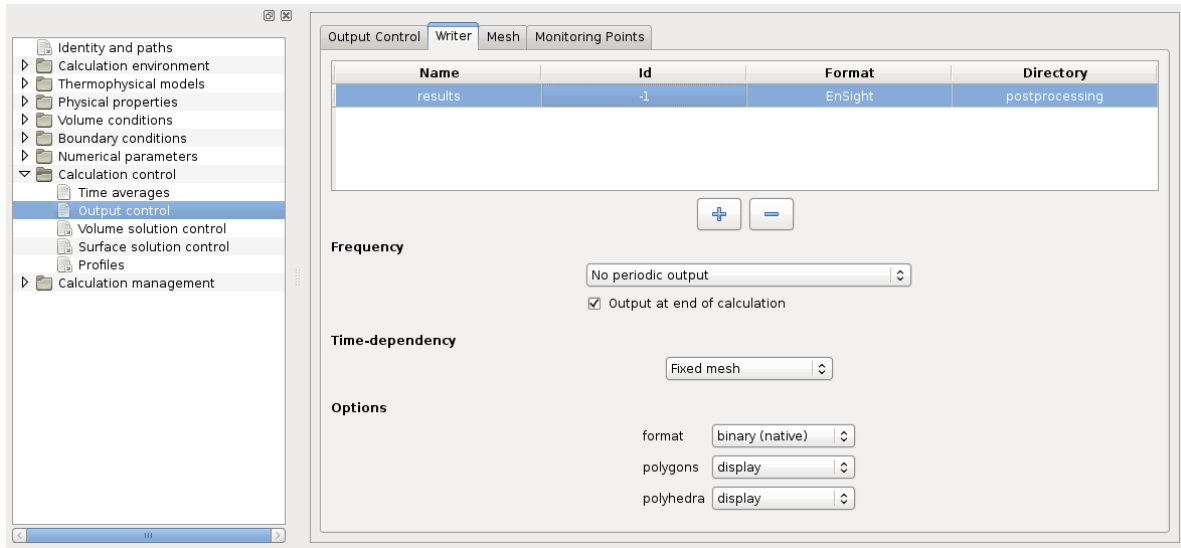 Identity and paths
Calculation environment
Thermophysical models
Physical properties
Volume conditions
Boundary conditions
Numerical parameters
Calculation control
Time averages
Output control
Volume solution control
Surface solution control
Profiles
Calculation management
Output Control Writer Mesh Monitoring Points
Name Id Format Directory
results -1 EnSight postprocessing
Frequency
No periodic output
Output at end of calculation
Time-dependency
Fixed mesh
Options
format binary (native)
polygons display
polyhedra display